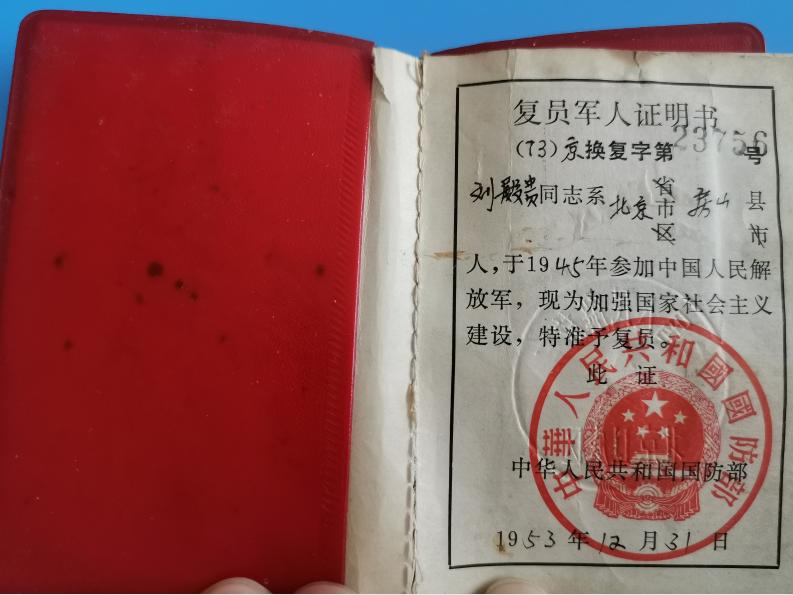 复员军人证明书
(73)京换复字第23756号
刘殿贵同志系北京省市区房山县市
人，于1945年参加中国人民解
放军，现为加强国家社会主义
建设，特准予复员。
此证
中华人民共和国国防部
中华人民共和國國防部
1953年12月31日